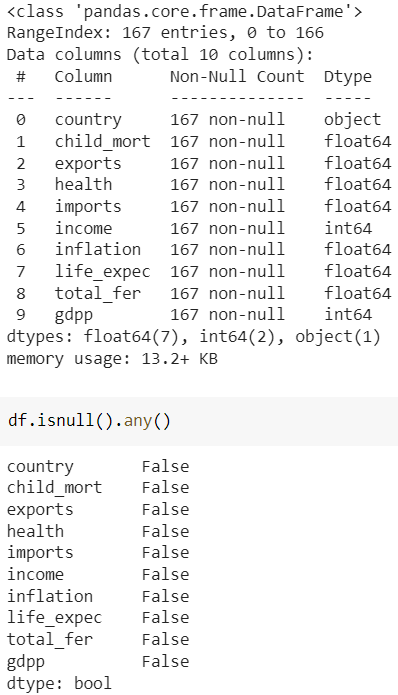 <class 'pandas.core.frame.DataFrame'>
RangeIndex: 167 entries, 0 to 166
Data columns (total 10 columns):
 #   Column      Non-Null Count  Dtype
---  ------      --------------  -----
 0   country     167 non-null    object
 1   child_mort  167 non-null    float64
 2   exports     167 non-null    float64
 3   health      167 non-null    float64
 4   imports     167 non-null    float64
 5   income      167 non-null    int64
 6   inflation   167 non-null    float64
 7   life_expec  167 non-null    float64
 8   total_fer   167 non-null    float64
 9   gdpp        167 non-null    int64
dtypes: float64(7), int64(2), object(1)
memory usage: 13.2+ KB
df.isnull().any()
country       False
child_mort    False
exports       False
health        False
imports       False
income        False
inflation     False
life_expec    False
total_fer     False
gdpp          False
dtype: bool